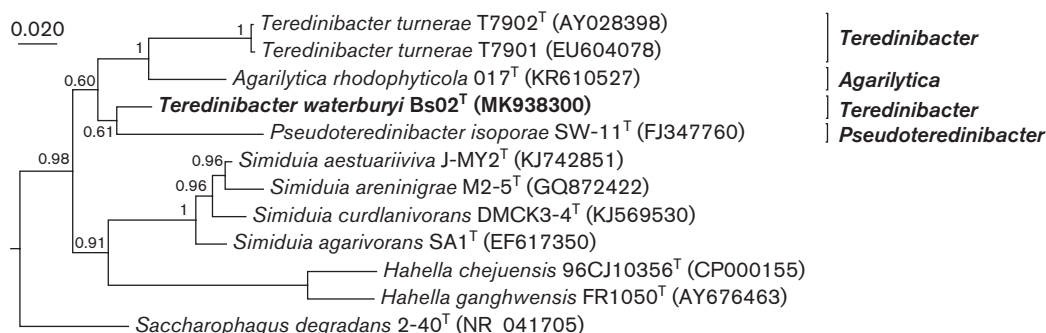 0.020
1
Teredinibacter turnerae T7902T (AY028398)
Teredinibacter turnerae T7901 (EU604078)
Teredinibacter
1
Agarilytica rhodophyticola 017T (KR610527)
Agarilytica
0.60
Teredinibacter waterburyi Bs02T (MK938300)
Teredinibacter
0.61
Pseudoteredinibacter isoporae SW-11T (FJ347760)
Pseudoteredinibacter
0.98
0.96
Simiduia aestuariiviva J-MY2T (KJ742851)
0.96
Simiduia areninigrae M2-5T (GQ872422)
1
Simiduia curdlanivorans DMCK3-4T (KJ569530)
Simiduia agarivorans SA1T (EF617350)
0.91
Hahella chejuensis 96CJ10356T (CP000155)
Hahella ganghwensis FR1050T (AY676463)
Saccharophagus degradans 2-40T (NR_041705)